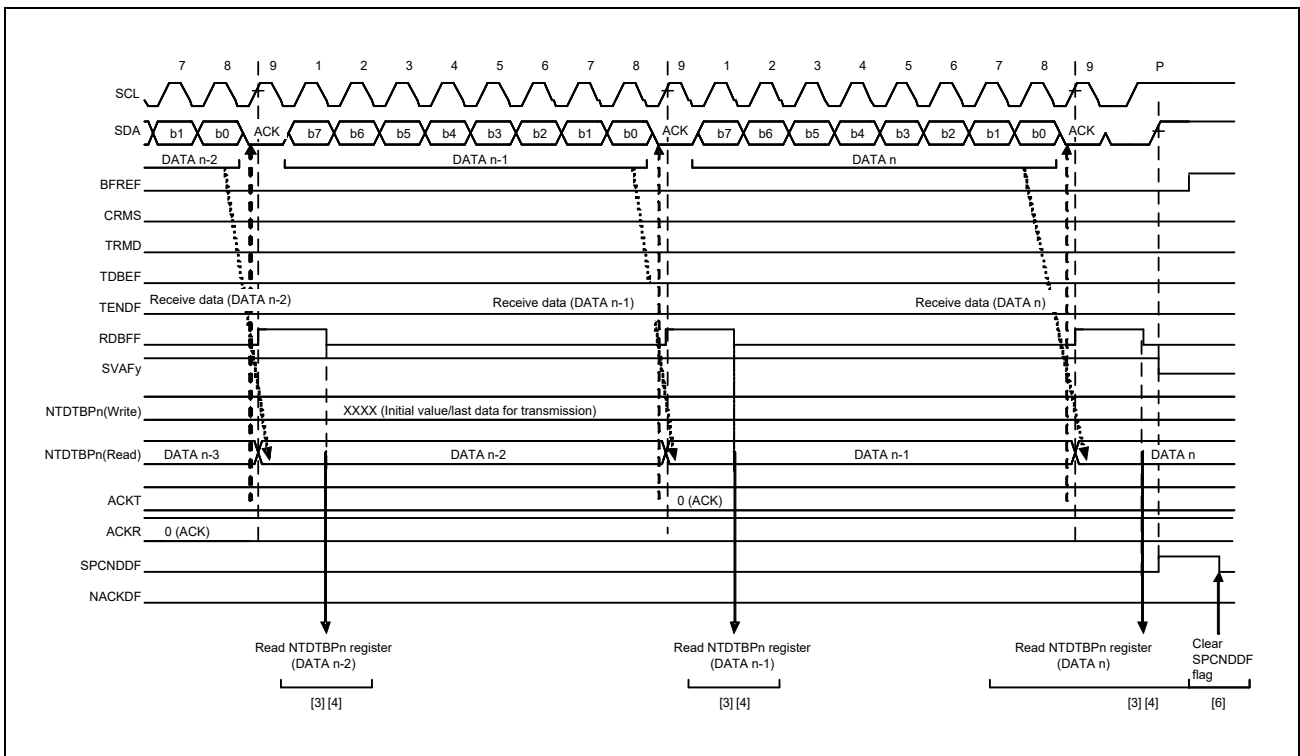 7 8 9 1 2 3 4 5 6 7 8 9 1 2 3 4 5 6 7 8 9 P
SCL
SDA b1 b0 ACK b7 b6 b5 b4 b3 b2 b1 b0 ACK b7 b6 b5 b4 b3 b2 b1 b0 ACK
DATA n-2 DATA n-1 DATA n
BFREF
CRMS
TRMD
TDBEF
Receive data (DATA n-2) Receive data (DATA n-1) Receive data (DATA n)
TENDF
RDBFF
SVAFy
NTDTBPn(Write) XXXX (Initial value/last data for transmission)
NTDTBPn(Read) DATA n-3 DATA n-2 DATA n-1 DATA n
ACKT 0 (ACK)
ACKR 0 (ACK)
SPCNDDF
NACKDF
Read NTDTBPn register
(DATA n-2)
[3] [4]
Read NTDTBPn register
(DATA n-1)
[3] [4]
Read NTDTBPn register
(DATA n)
[3] [4]
Clear
SPCNDDF
flag
[6]